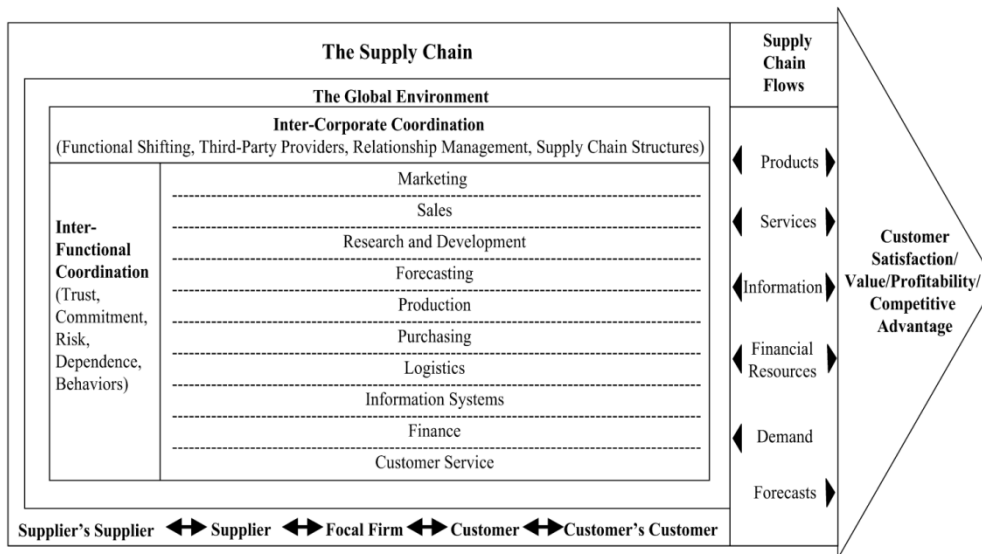 The Supply Chain
Supply
Chain
Flows
The Global Environment
Inter-Corporate Coordination
(Functional Shifting, Third-Party Providers, Relationship Management, Supply Chain Structures)
Inter-
Functional
Coordination
(Trust,
Commitment,
Risk,
Dependence,
Behaviors)
Marketing
Sales
Research and Development
Forecasting
Production
Purchasing
Logistics
Information Systems
Finance
Customer Service
Products
Services
Information
Financial
Resources
Demand
Forecasts
Customer
Satisfaction/
Value/Profitability/
Competitive
Advantage
Supplier's Supplier Supplier Focal Firm Customer Customer's Customer